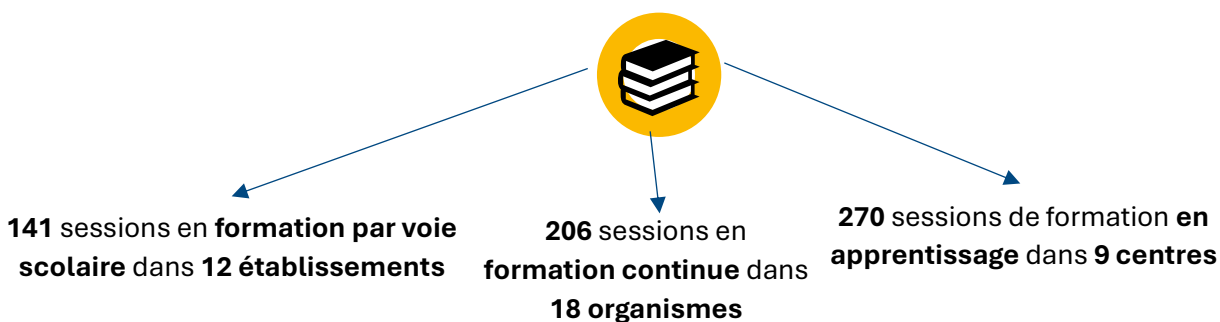 141 sessions en formation par voie
scolaire dans 12 établissements
206 sessions en
formation continue dans
18 organismes
270 sessions de formation en
apprentissage dans 9 centres